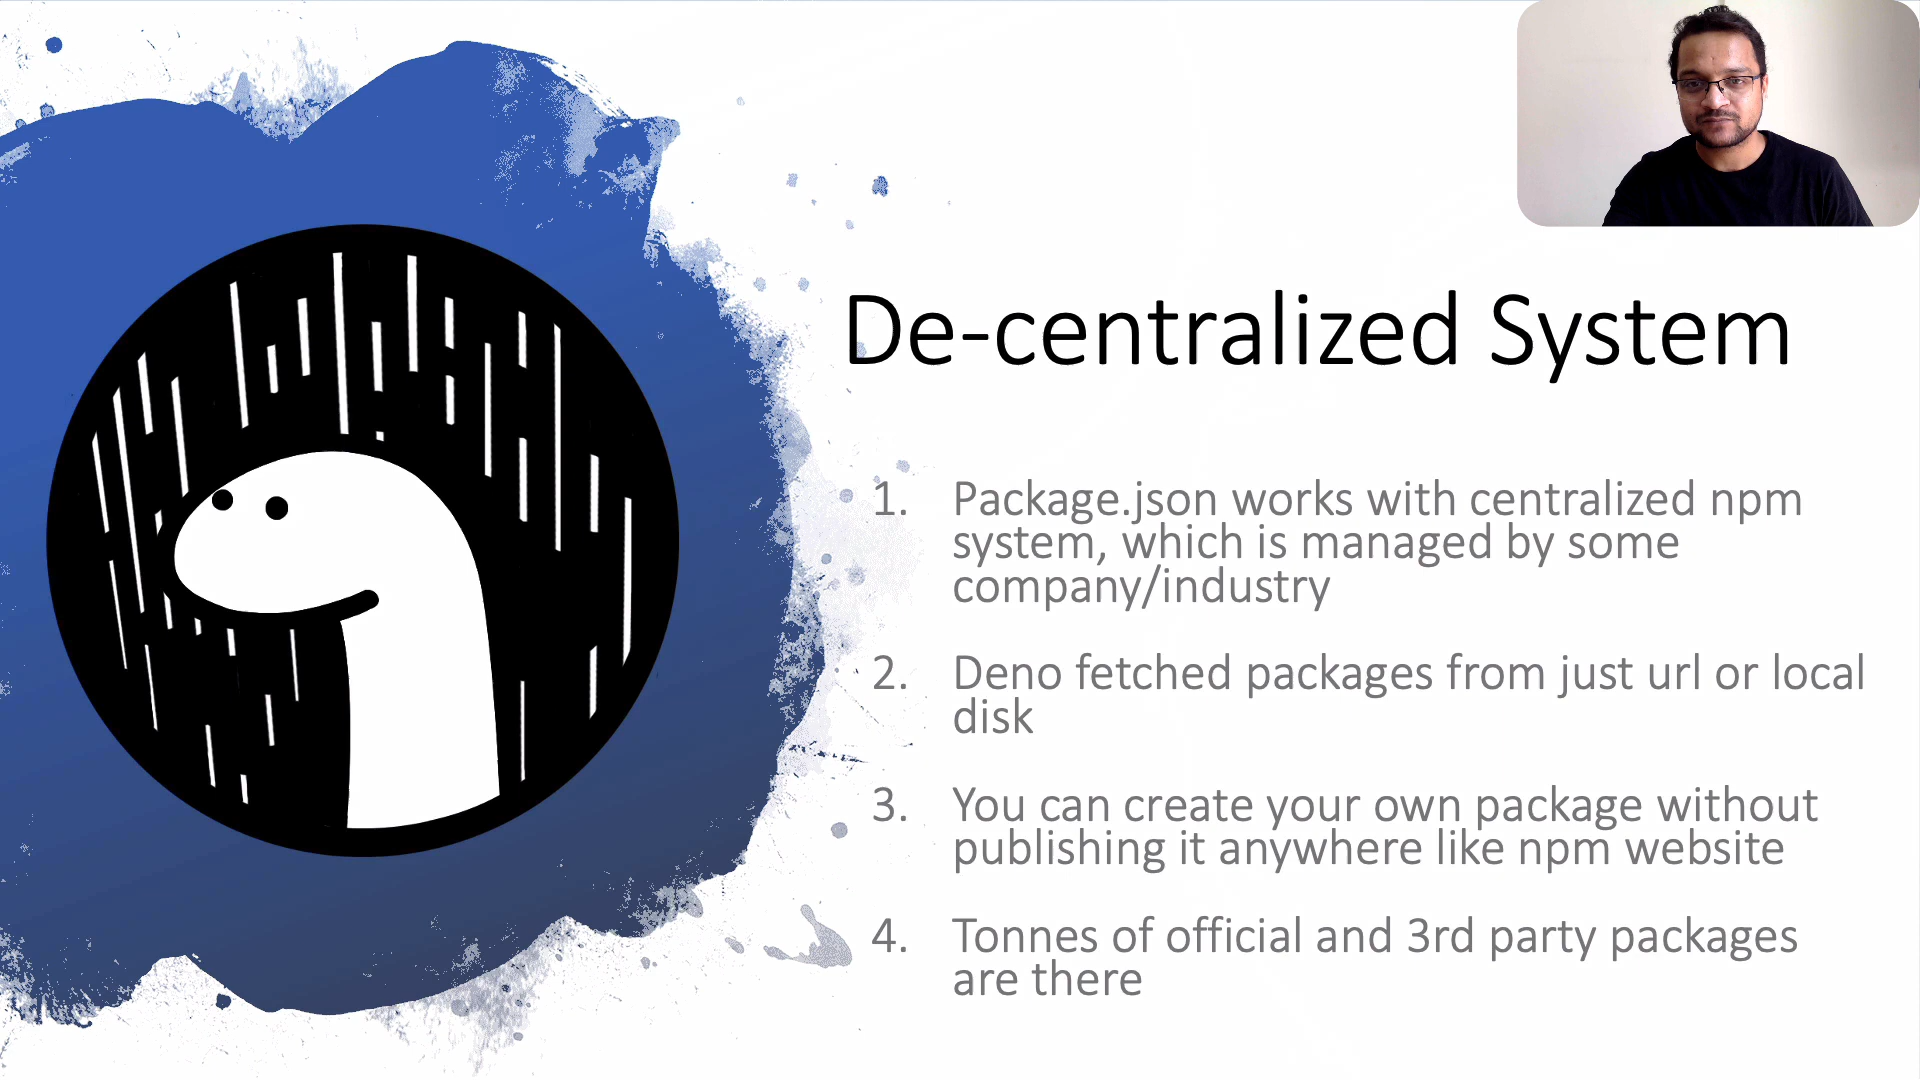 De-centralized System
1. Package.json works with centralized npm
system, which is managed by some
company/industry
2. Deno fetched packages from just url or local
disk
3. You can create your own package without
publishing it anywhere like npm website
4. Tonnes of official and 3rd party packages
are there